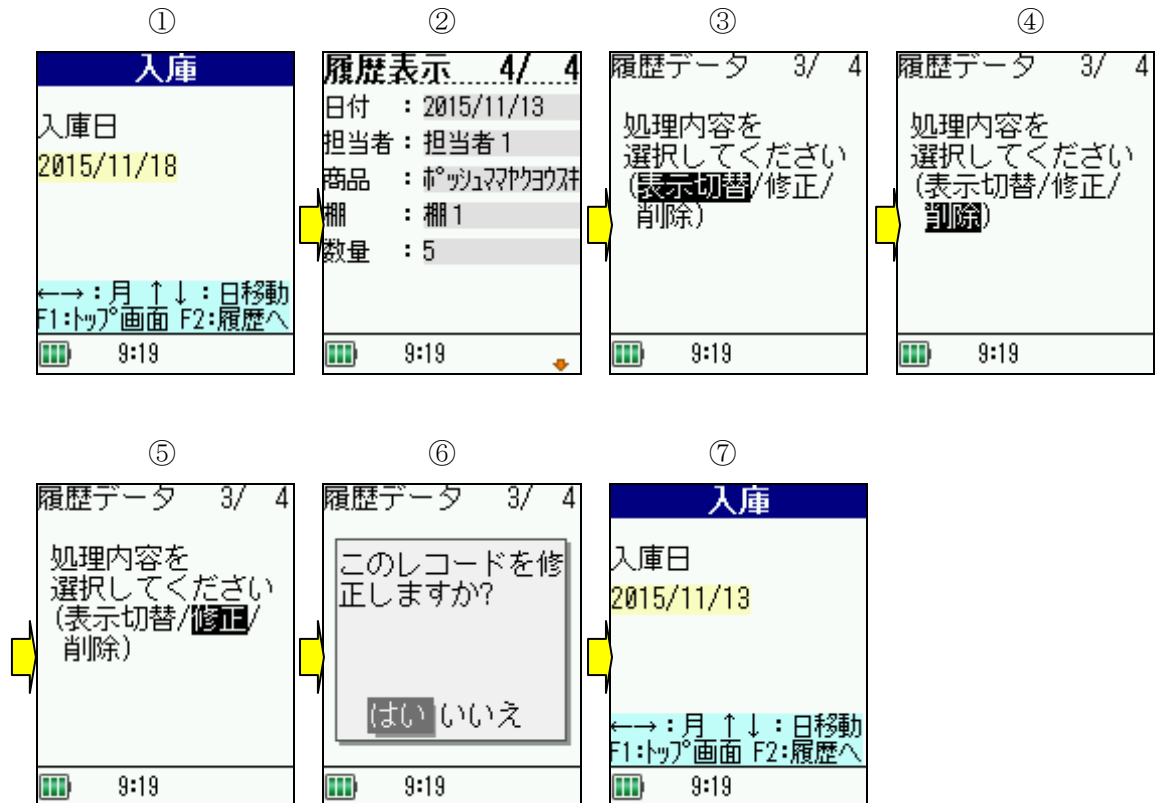 ①
入庫
入庫日
2015/11/18
←→：月 ↑↓：日移動
F1:ﾄｯﾌﾟ画面 F2:履歴へ
9:19
②
履歴表示 4/ 4
日付 ：2015/11/13
担当者：担当者１
商品 ：ﾎﾟｯｼｭﾏﾏﾔｸﾖｳｽｷ
棚 ：棚１
数量 ：5
9:19
③
履歴データ 3/ 4
処理内容を
選択してください
(表示切替/修正/
削除)
9:19
④
履歴データ 3/ 4
処理内容を
選択してください
(表示切替/修正/
削除)
9:19
⑤
履歴データ 3/ 4
処理内容を
選択してください
(表示切替/修正/
削除)
9:19
⑥
履歴データ 3/ 4
このレコードを修
正しますか?
はい いいえ
9:19
⑦
入庫
入庫日
2015/11/13
←→：月 ↑↓：日移動
F1:ﾄｯﾌﾟ画面 F2:履歴へ
9:19